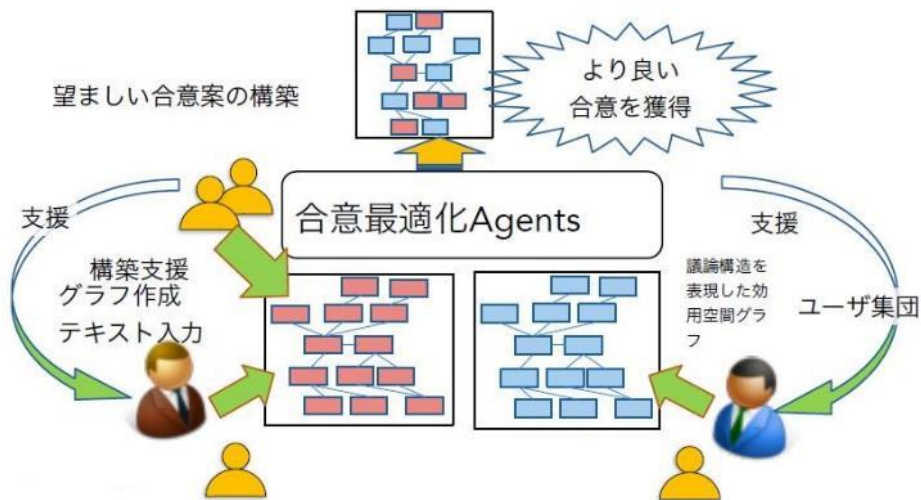 より良い
合意を獲得
望ましい合意案の構築
合意最適化Agents
支援
支援
構築支援
グラフ作成
テキスト入力
議論構造を
表現した効
用空間グラ
フ
ユーザ集団